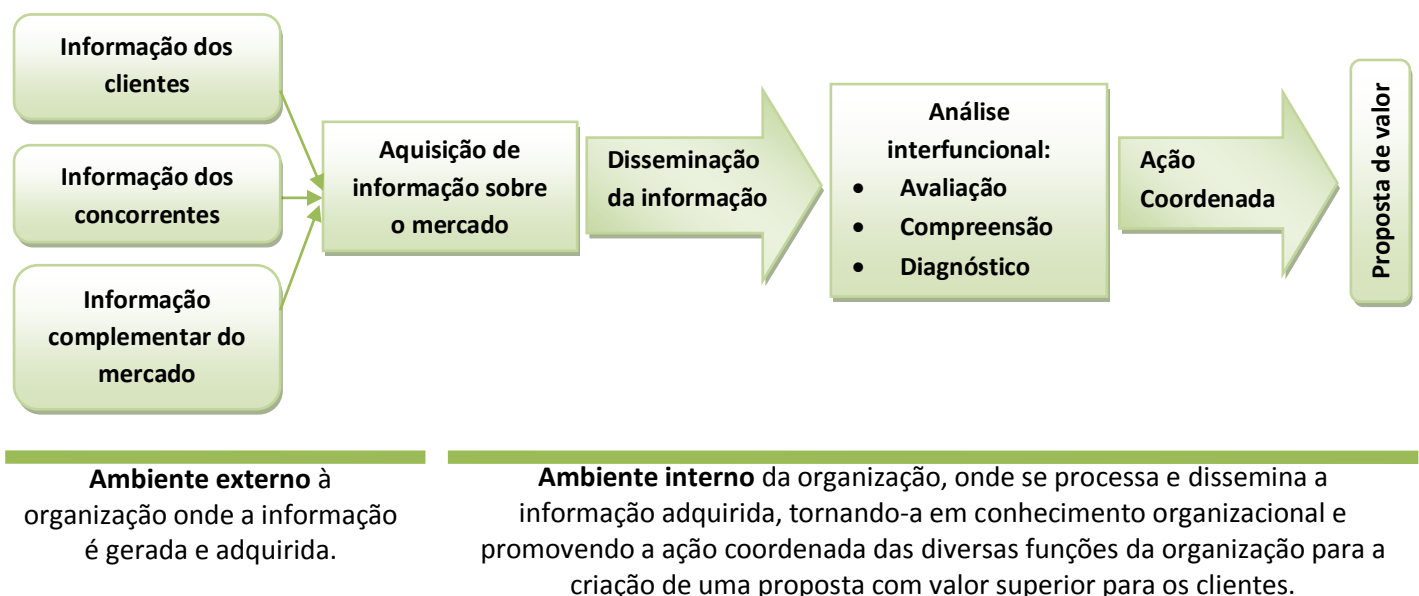 Informação dos
clientes
Informação dos
concorrentes
Informação
complementar do
mercado
Aquisição de
informação sobre
o mercado
Disseminação
da informação
Análise
interfuncional:
• Avaliação
• Compreensão
• Diagnóstico
Ação
Coordenada
Proposta de valor
Ambiente externo à
organização onde a informação
é gerada e adquirida.
Ambiente interno da organização, onde se processa e dissemina a
informação adquirida, tornando-a em conhecimento organizacional e
promovendo a ação coordenada das diversas funções da organização para a
criação de uma proposta com valor superior para os clientes.